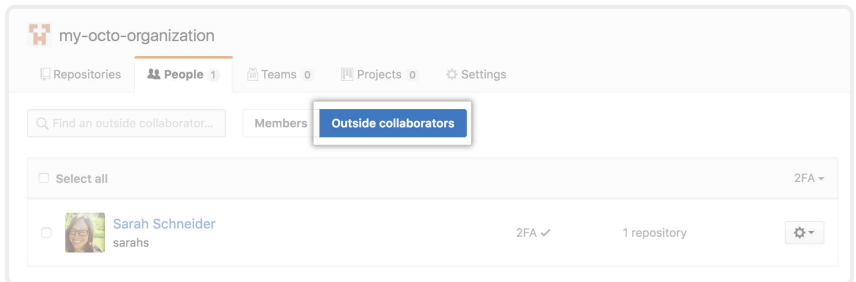 my-octo-organization
Repositories People 1 Teams 0 Projects 0 Settings
Find an outside collaborator... Members Outside collaborators
Select all 2FA
Sarah Schneider
2FA 1 repository
sarahs